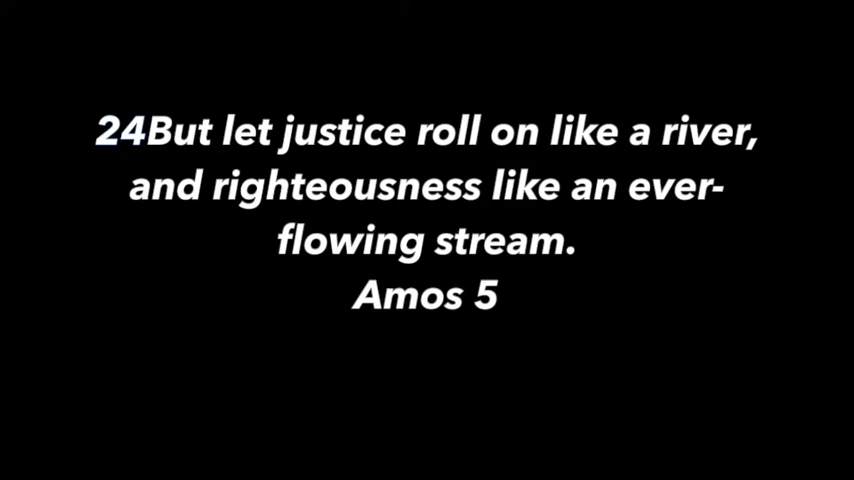 24But let justice roll on like a river,
and righteousness like an ever-
flowing stream.
Amos 5